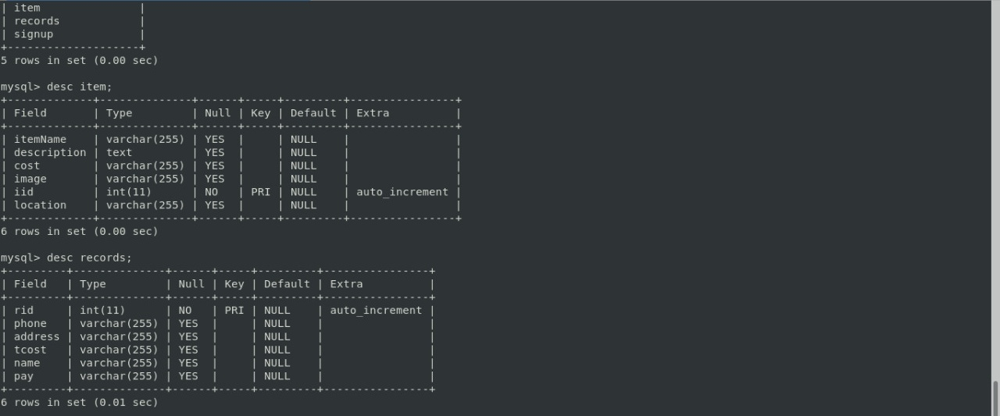 | item               |
| records            |
| signup             |
+--------------------+
5 rows in set (0.00 sec)
mysql> desc item;
+-------------+--------------+------+-----+---------+----------------+
| Field       | Type         | Null | Key | Default | Extra          |
+-------------+--------------+------+-----+---------+----------------+
| itemName    | varchar(255) | YES  |     | NULL    |                |
| description | text         | YES  |     | NULL    |                |
| cost        | varchar(255) | YES  |     | NULL    |                |
| image       | varchar(255) | YES  |     | NULL    |                |
| iid         | int(11)      | NO   | PRI | NULL    | auto_increment |
| location    | varchar(255) | YES  |     | NULL    |                |
+-------------+--------------+------+-----+---------+----------------+
6 rows in set (0.00 sec)
mysql> desc records;
+---------+--------------+------+-----+---------+----------------+
| Field   | Type         | Null | Key | Default | Extra          |
+---------+--------------+------+-----+---------+----------------+
| rid     | int(11)      | NO   | PRI | NULL    | auto_increment |
| phone   | varchar(255) | YES  |     | NULL    |                |
| address | varchar(255) | YES  |     | NULL    |                |
| tcost   | varchar(255) | YES  |     | NULL    |                |
| name    | varchar(255) | YES  |     | NULL    |                |
| pay     | varchar(255) | YES  |     | NULL    |                |
+---------+--------------+------+-----+---------+----------------+
6 rows in set (0.01 sec)